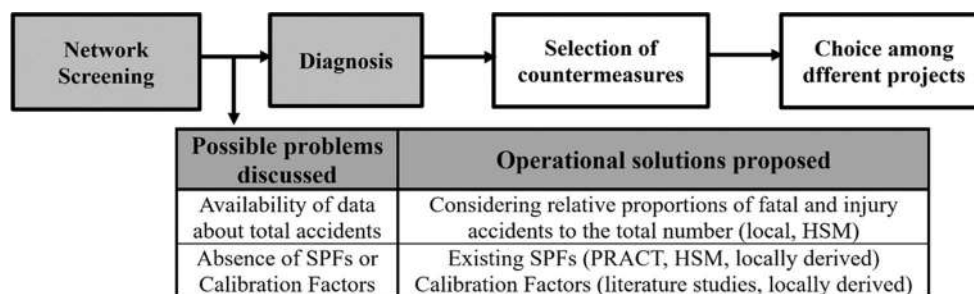 Network
Screening
Diagnosis
Selection of
countermeasures
Choice among
dfferent projects
Possible problems
discussed
Operational solutions proposed
Availability of data
about total accidents
Considering relative proportions of fatal and injury
accidents to the total number (local, HSM)
Absence of SPFs or
Calibration Factors
Existing SPFs (PRACT, HSM, locally derived)
Calibration Factors (literature studies, locally derived)